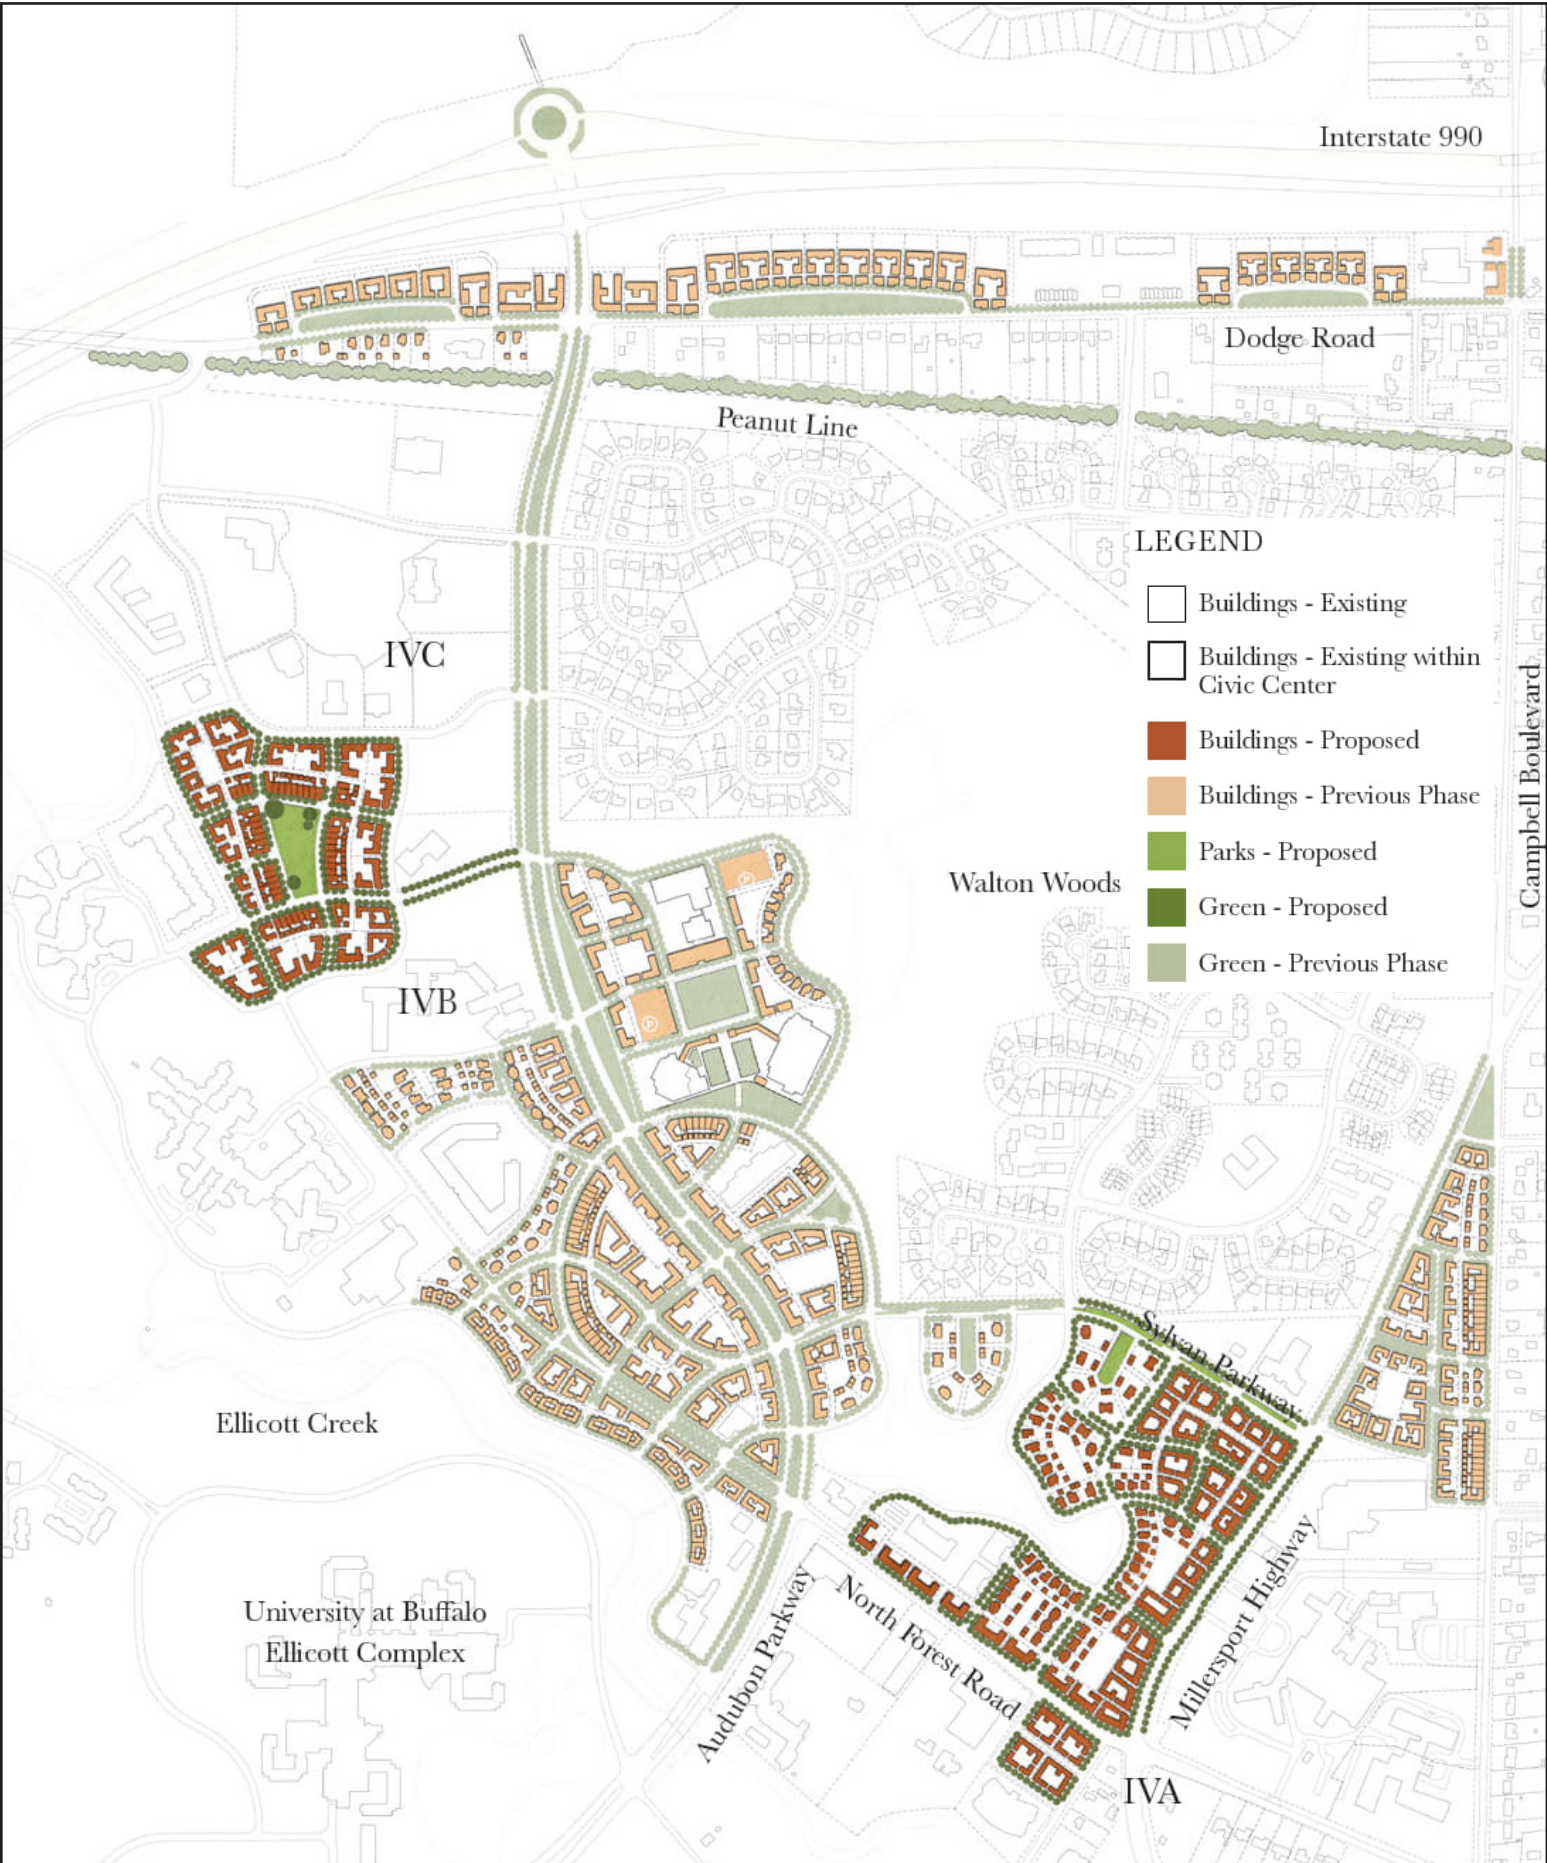 Interstate 990
Dodge Road
Peanut Line
LEGEND
Buildings - Existing
Buildings - Existing within
Civic Center
Buildings - Proposed
Buildings - Previous Phase
Parks - Proposed
Green - Proposed
Green - Previous Phase
Campbell Boulevard
IVC
Walton Woods
P
IVB
P
Sylvan Parkway
Ellicott Creek
University at Buffalo
Ellicott Complex
Audubon Parkway
North Forest Road
Millersport Highway
IVA